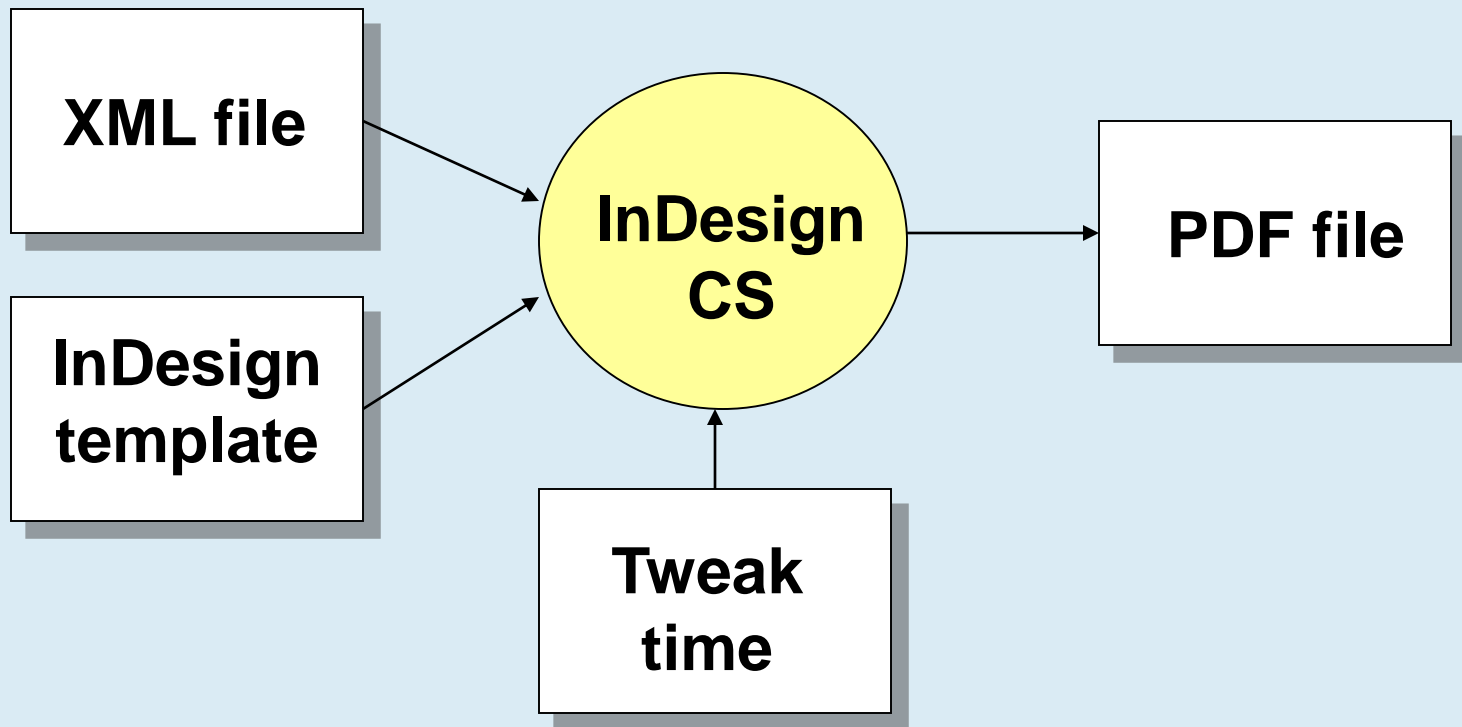 XML file
InDesign
template
InDesign
CS
Tweak
time
PDF file